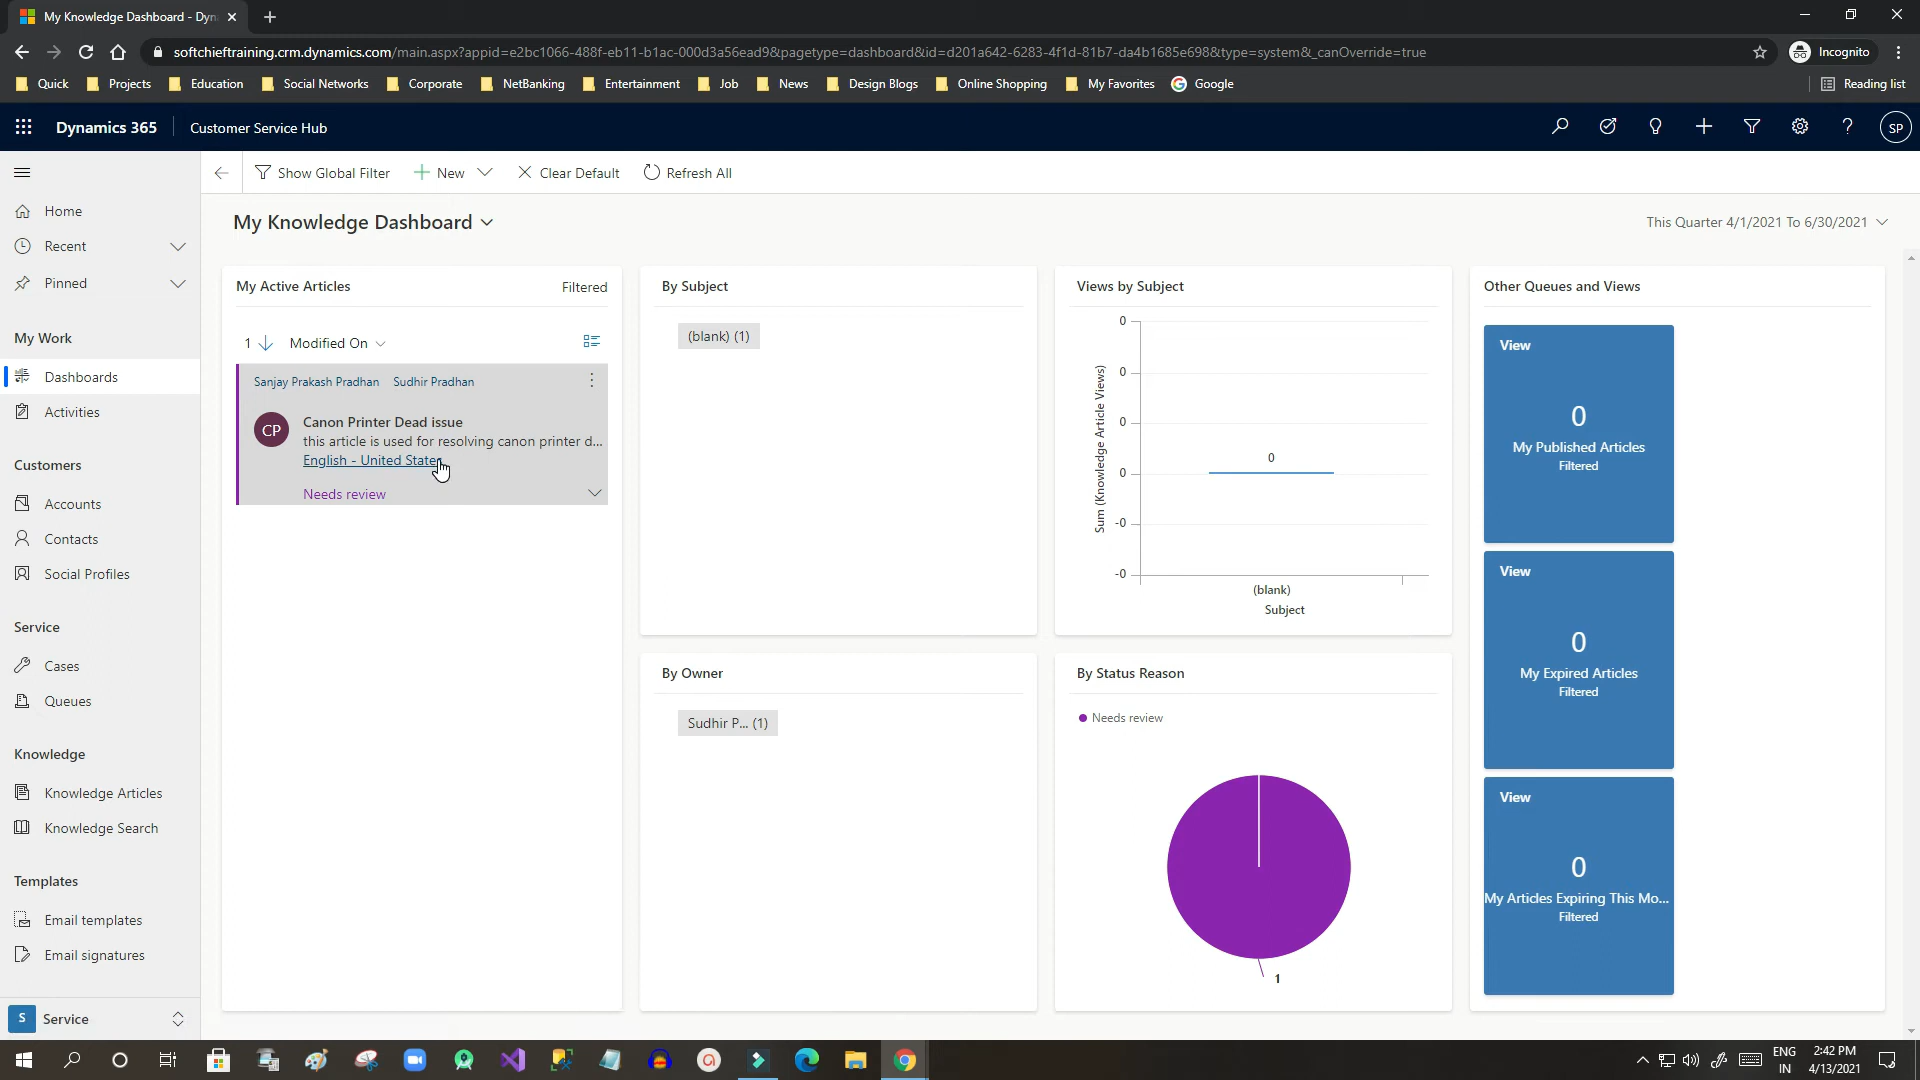 My Knowledge Dashboard - Dyn
softchieftraining.crm.dynamics.com/main.aspx?appid=e2bc1066-488f-eb11-b1ac-000d3a56ead9&pagetype=dashboard&id=d201a642-6283-4f1d-81b7-da4b1685e698&type=system&_canOverride=true
Incognito
Quick Projects Education Social Networks Corporate NetBanking Entertainment Job News Design Blogs Online Shopping My Favorites Google Reading list
Dynamics 365 Customer Service Hub
SP
Show Global Filter New Clear Default Refresh All
Home
Recent
Pinned
My Work
Dashboards
Activities
Customers
Accounts
Contacts
Social Profiles
Service
Cases
Queues
Knowledge
Knowledge Articles
Knowledge Search
Templates
Email templates
Email signatures
S Service
My Knowledge Dashboard
This Quarter 4/1/2021 To 6/30/2021
My Active Articles Filtered
1 Modified On
Sanjay Prakash Pradhan Sudhir Pradhan
CP
Canon Printer Dead issue
this article is used for resolving canon printer d...
English - United States
Needs review
By Subject
(blank) (1)
By Owner
Sudhir P... (1)
Views by Subject
Sum (Knowledge Article Views)
0
0
0
0
-0
-0
0
(blank)
Subject
By Status Reason
Needs review
1
Other Queues and Views
View
0
My Published Articles
Filtered
View
0
My Expired Articles
Filtered
View
0
My Articles Expiring This Mo...
Filtered
ENG
IN
2:42 PM
4/13/2021